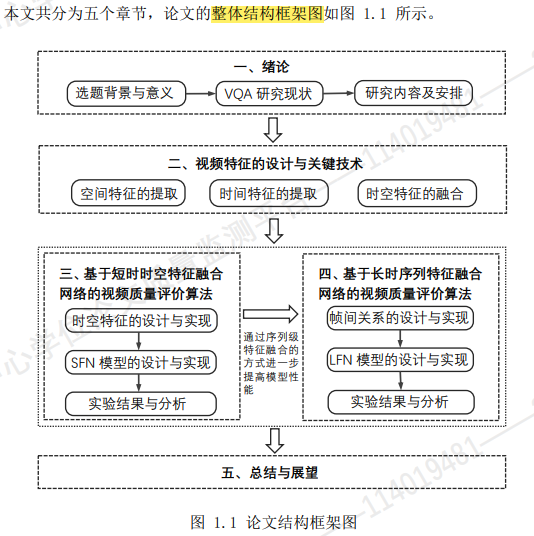 本文共分为五个章节，论文的整体结构框架图如图 1.1 所示。
一、绪论
选题背景与意义
VQA 研究现状
研究内容及安排
二、视频特征的设计与关键技术
空间特征的提取
时间特征的提取
时空特征的融合
三、基于短时时空特征融合
网络的视频质量评价算法
时空特征的设计与实现
SFN 模型的设计与实现
实验结果与分析
通过序列级
特征融合的
方式进一步
提高模型性
能
四、基于长时序列特征融合
网络的视频质量评价算法
帧间关系的设计与实现
LFN 模型的设计与实现
实验结果与分析
五、总结与展望
图 1.1 论文结构框架图
114019481
114019481